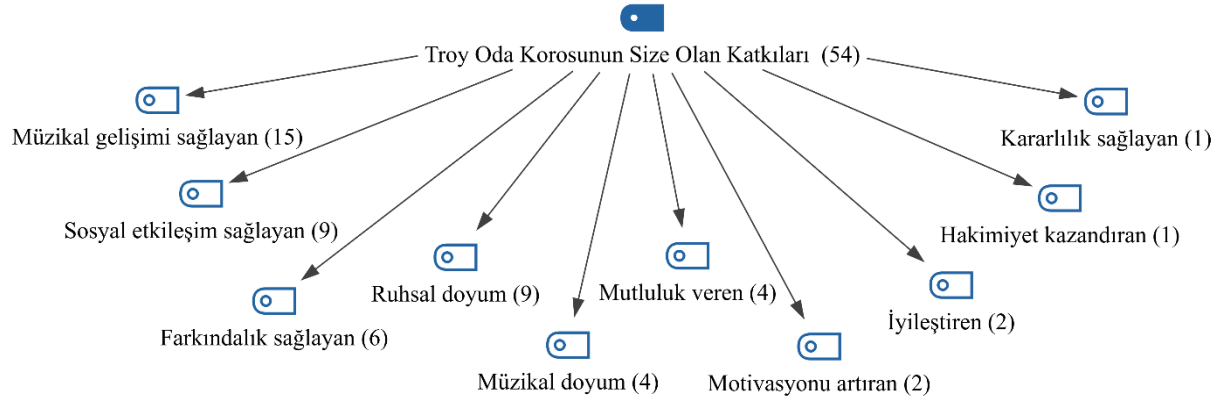 Troy Oda Korosunun Size Olan Katkıları (54)
Müzikal gelişimi sağlayan (15)
Kararlılık sağlayan (1)
Sosyal etkileşim sağlayan (9)
Hakimiyet kazandıran (1)
Ruhsal doyum (9)
Mutluluk veren (4)
Farkındalık sağlayan (6)
İyileştiren (2)
Müzikal doyum (4)
Motivasyonu artıran (2)